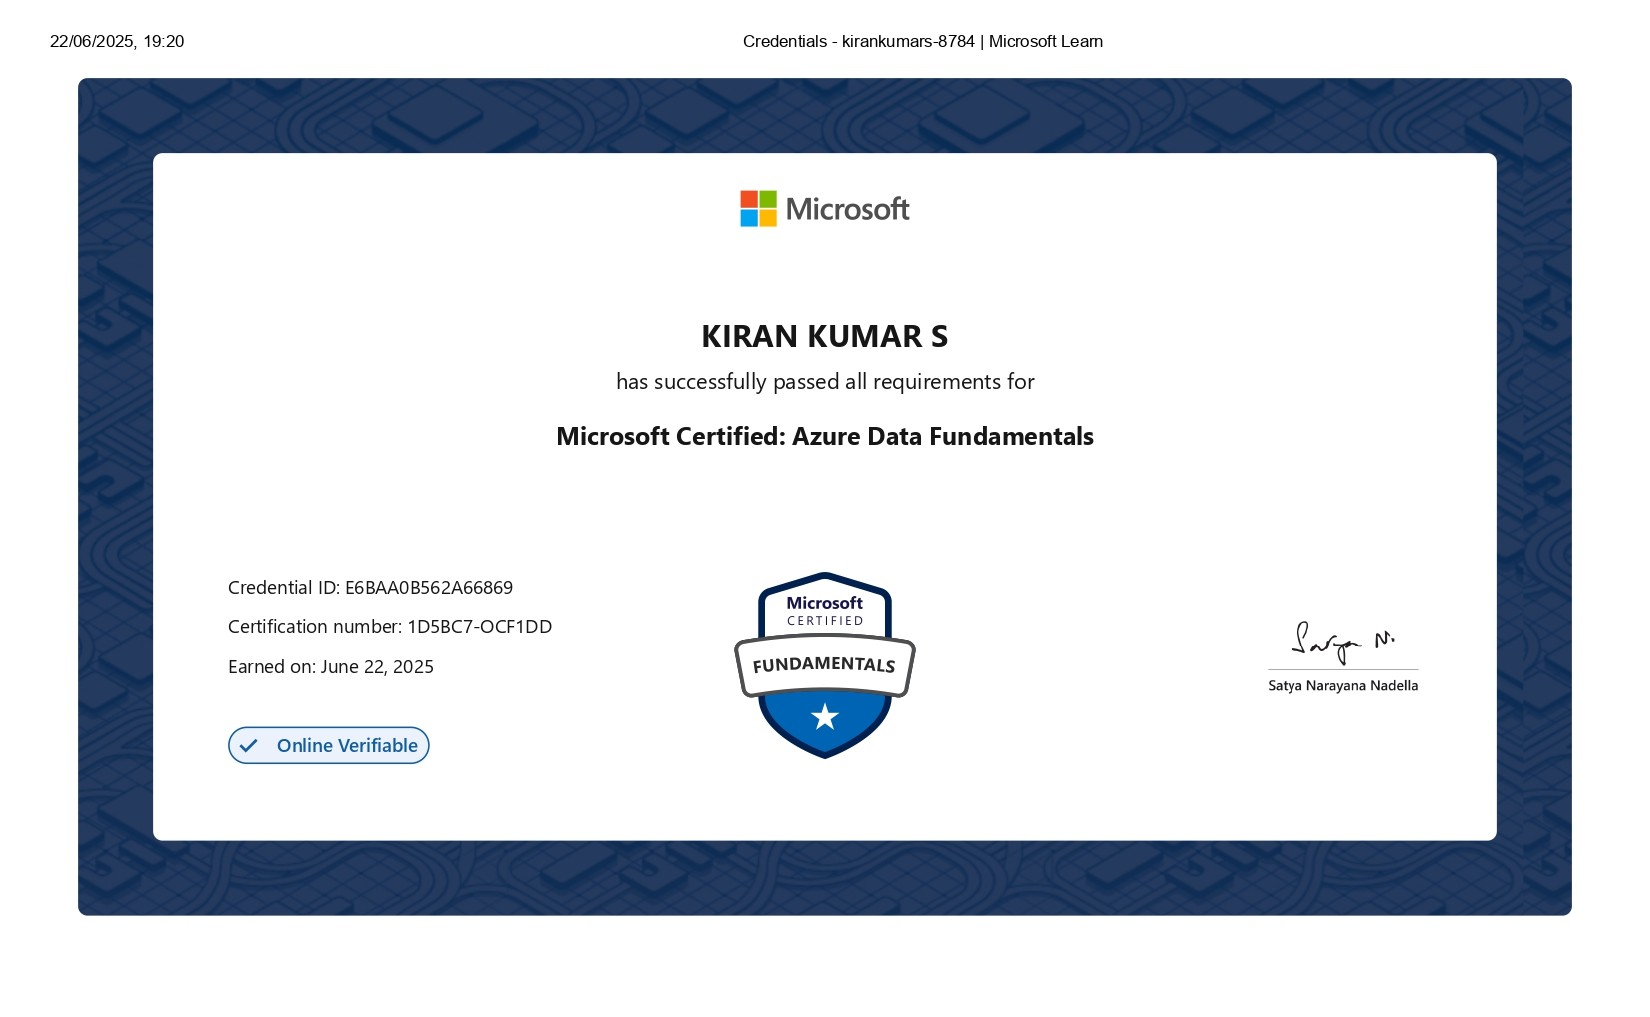 22/06/2025, 19:20
Credentials - kirankumars-8784 | Microsoft Learn
Microsoft
KIRAN KUMAR S
has successfully passed all requirements for
Microsoft Certified: Azure Data Fundamentals
Credential ID: E6BAA0B562A66869
Certification number: 1D5BC7-OCF1DD
Earned on: June 22, 2025
Online Verifiable
Microsoft
CERTIFIED
FUNDAMENTALS
Satya N.
Satya Narayana Nadella